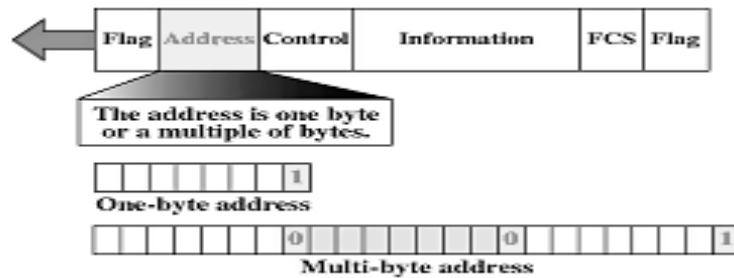 Flag Address Control Information FCS Flag
The address is one byte
or a multiple of bytes.
1
One-byte address
0 0 1
Multi-byte address